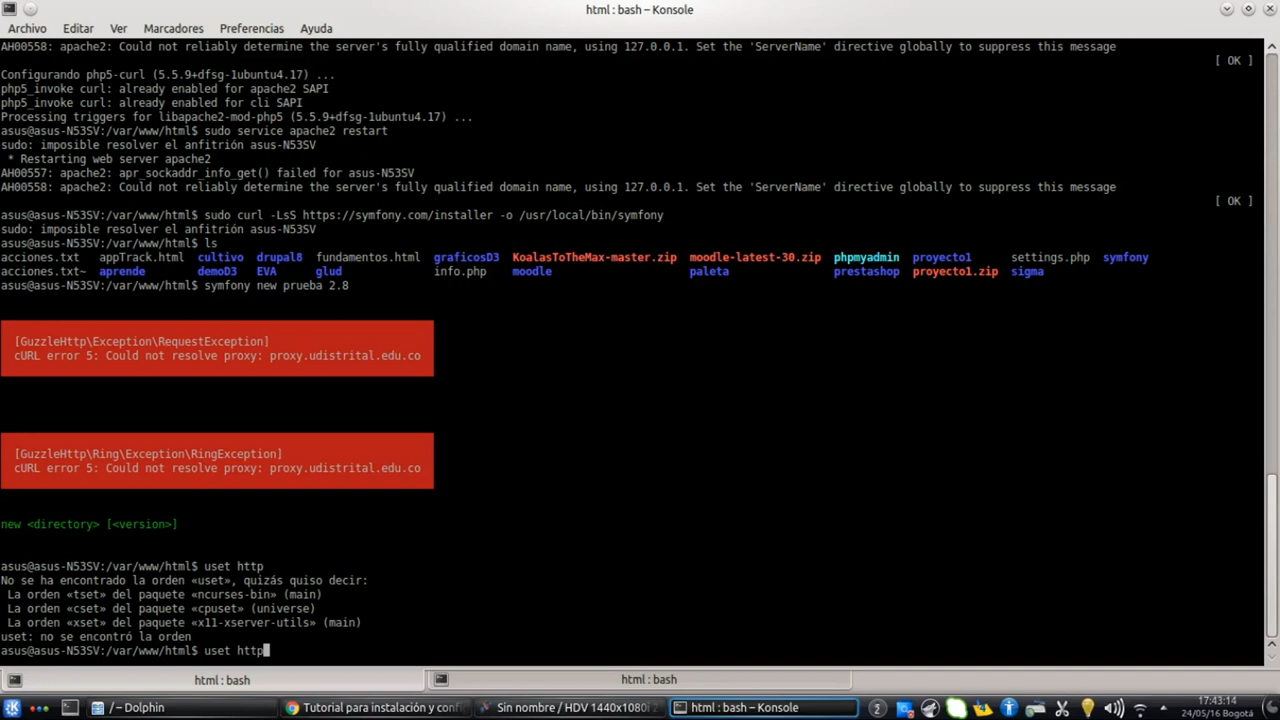 html : bash – Konsole
Archivo Editar Ver Marcadores Preferencias Ayuda
AH00558: apache2: Could not reliably determine the server's fully qualified domain name, using 127.0.0.1. Set the 'ServerName' directive globally to suppress this message
[ OK ]
Configurando php5-curl (5.5.9+dfsg-1ubuntu4.17) ...
php5_invoke curl: already enabled for apache2 SAPI
php5_invoke curl: already enabled for cli SAPI
Processing triggers for libapache2-mod-php5 (5.5.9+dfsg-1ubuntu4.17) ...
asus@asus-N53SV:/var/www/html$ sudo service apache2 restart
sudo: imposible resolver el anfitrión asus-N53SV
* Restarting web server apache2
AH00557: apache2: apr_sockaddr_info_get() failed for asus-N53SV
AH00558: apache2: Could not reliably determine the server's fully qualified domain name, using 127.0.0.1. Set the 'ServerName' directive globally to suppress this message
[ OK ]
asus@asus-N53SV:/var/www/html$ sudo curl -LsS https://symfony.com/installer -o /usr/local/bin/symfony
sudo: imposible resolver el anfitrión asus-N53SV
asus@asus-N53SV:/var/www/html$ ls
acciones.txt appTrack.html cultivo drupal8 fundamentos.html graficosD3 KoalasToTheMax-master.zip moodle-latest-30.zip phpmyadmin proyecto1 settings.php symfony
acciones.txt~ aprende demoD3 EVA glud info.php moodle paleta prestashop proyecto1.zip sigma
asus@asus-N53SV:/var/www/html$ symfony new prueba 2.8
[GuzzleHttp\Exception\RequestException]
cURL error 5: Could not resolve proxy: proxy.udistrital.edu.co
[GuzzleHttp\Ring\Exception\RingException]
cURL error 5: Could not resolve proxy: proxy.udistrital.edu.co
new <directory> [<version>]
asus@asus-N53SV:/var/www/html$ uset http
No se ha encontrado la orden «uset», quizás quiso decir:
La orden «tset» del paquete «ncurses-bin» (main)
La orden «cset» del paquete «cpuset» (universe)
La orden «xset» del paquete «x11-xserver-utils» (main)
uset: no se encontró la orden
asus@asus-N53SV:/var/www/html$ uset http
html : bash html : bash
/ – Dolphin Tutorial para instalación y confi Sin nombre / HDV 1440x1080i 2 html : bash – Konsole 17:43:14
24/05/16 Bogotá